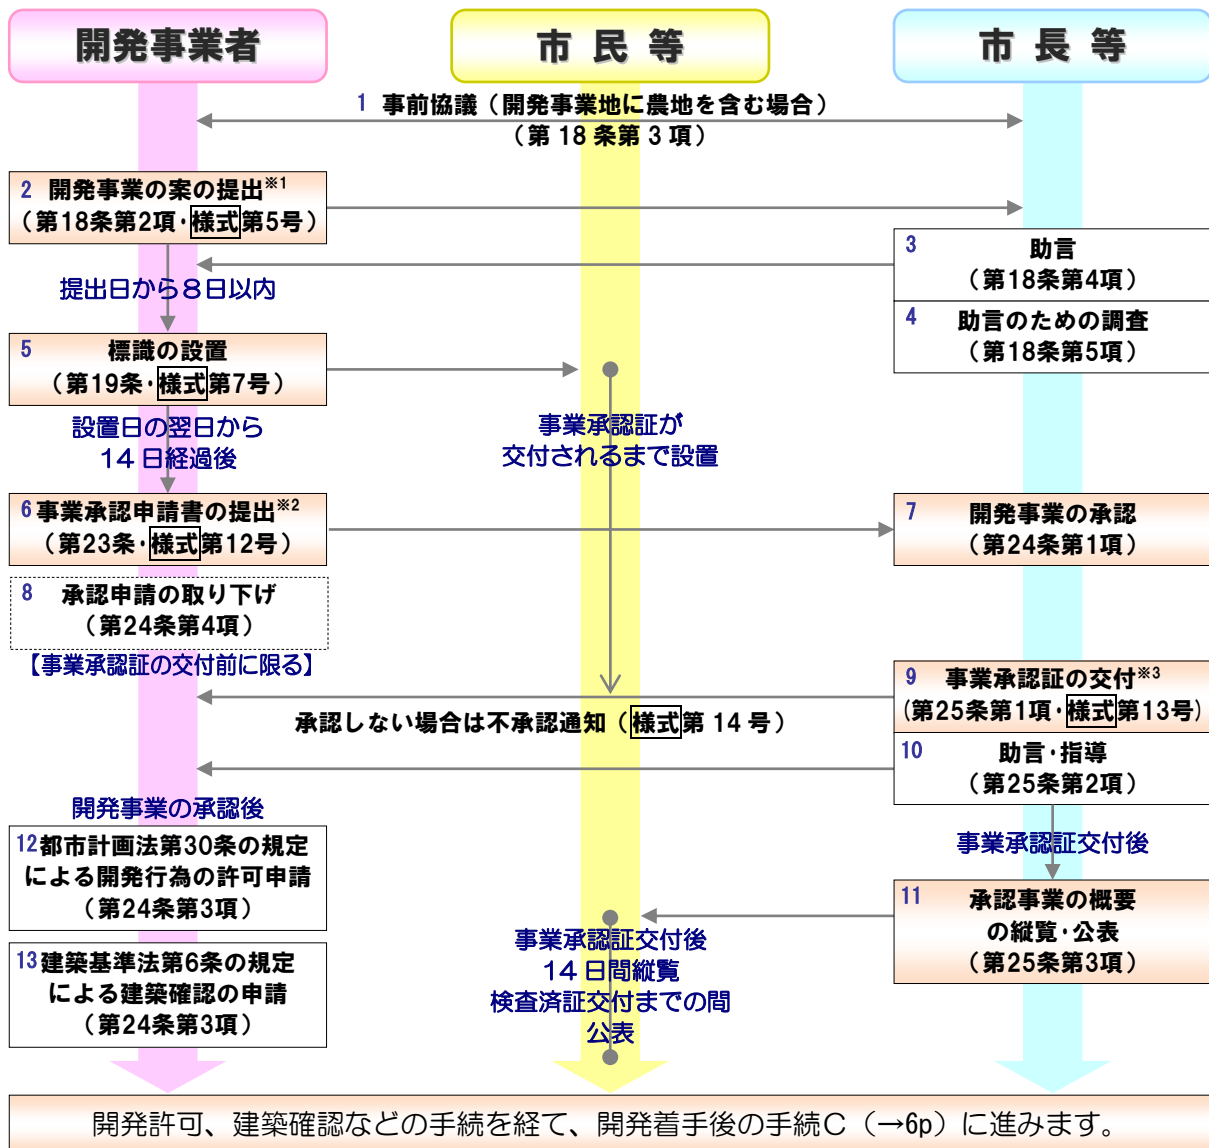 開発事業者
市 民 等
市 長 等
1 事前協議（開発事業地に農地を含む場合）
（第 18 条第 3 項）
2 開発事業の案の提出※1
（第18条第2項・様式第5号）
3 助言
（第18条第4項）
提出日から８日以内
4 助言のための調査
（第18条第5項）
5 標識の設置
（第19条・様式第7号）
設置日の翌日から
14 日経過後
事業承認証が
交付されるまで設置
6 事業承認申請書の提出※2
（第23条・様式第12号）
7 開発事業の承認
（第24条第1項）
8 承認申請の取り下げ
（第24条第4項）
【事業承認証の交付前に限る】
9 事業承認証の交付※3
（第25条第1項・様式第13号）
承認しない場合は不承認通知（様式第 14 号）
10 助言・指導
（第25条第2項）
開発事業の承認後
12 都市計画法第30条の規定
による開発行為の許可申請
（第24条第3項）
事業承認証交付後
11 承認事業の概要
の縦覧・公表
（第25条第3項）
事業承認証交付後
14 日間縦覧
検査済証交付までの間
公表
13 建築基準法第6条の規定
による建築確認の申請
（第24条第3項）
開発許可、建築確認などの手続を経て、開発着手後の手続Ｃ（→6p）に進みます。